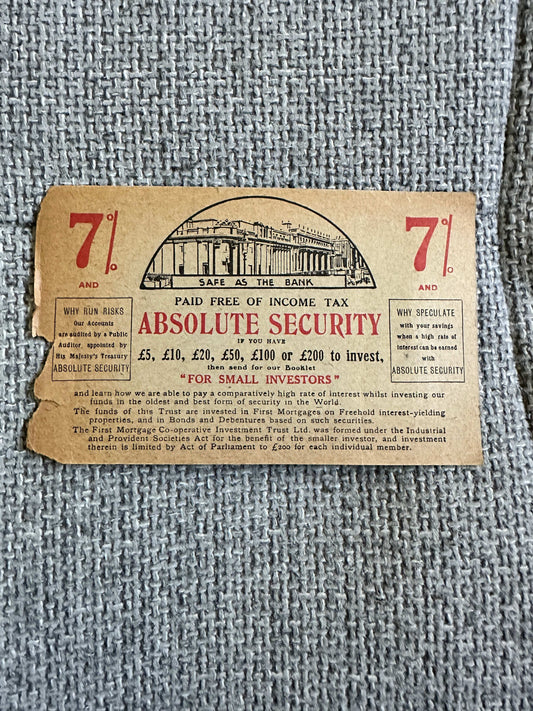 7%
AND
SAFE AS THE BANK
7%
AND
PAID FREE OF INCOME TAX
ABSOLUTE SECURITY
IF YOU HAVE
£5, £10, £20, £50, £100 or £200 to invest,
then send for our Booklet
"FOR SMALL INVESTORS"
WHY RUN RISKS
Our Accounts
are audited by a Public
Auditor, appointed by
His Majesty's Treasury
ABSOLUTE SECURITY
WHY SPECULATE
with your savings
when a high rate of
interest can be earned
with
ABSOLUTE SECURITY
and learn how we are able to pay a comparatively high rate of interest whilst investing our
funds in the oldest and best form of security in the World.
The funds of this Trust are invested in First Mortgages on Freehold interest-yielding
properties, and in Bonds and Debentures based on such securities.
The First Mortgage Co-operative Investment Trust Ltd. was formed under the Industrial
and Provident Societies Act for the benefit of the smaller investor, and investment
therein is limited by Act of Parliament to £200 for each individual member.